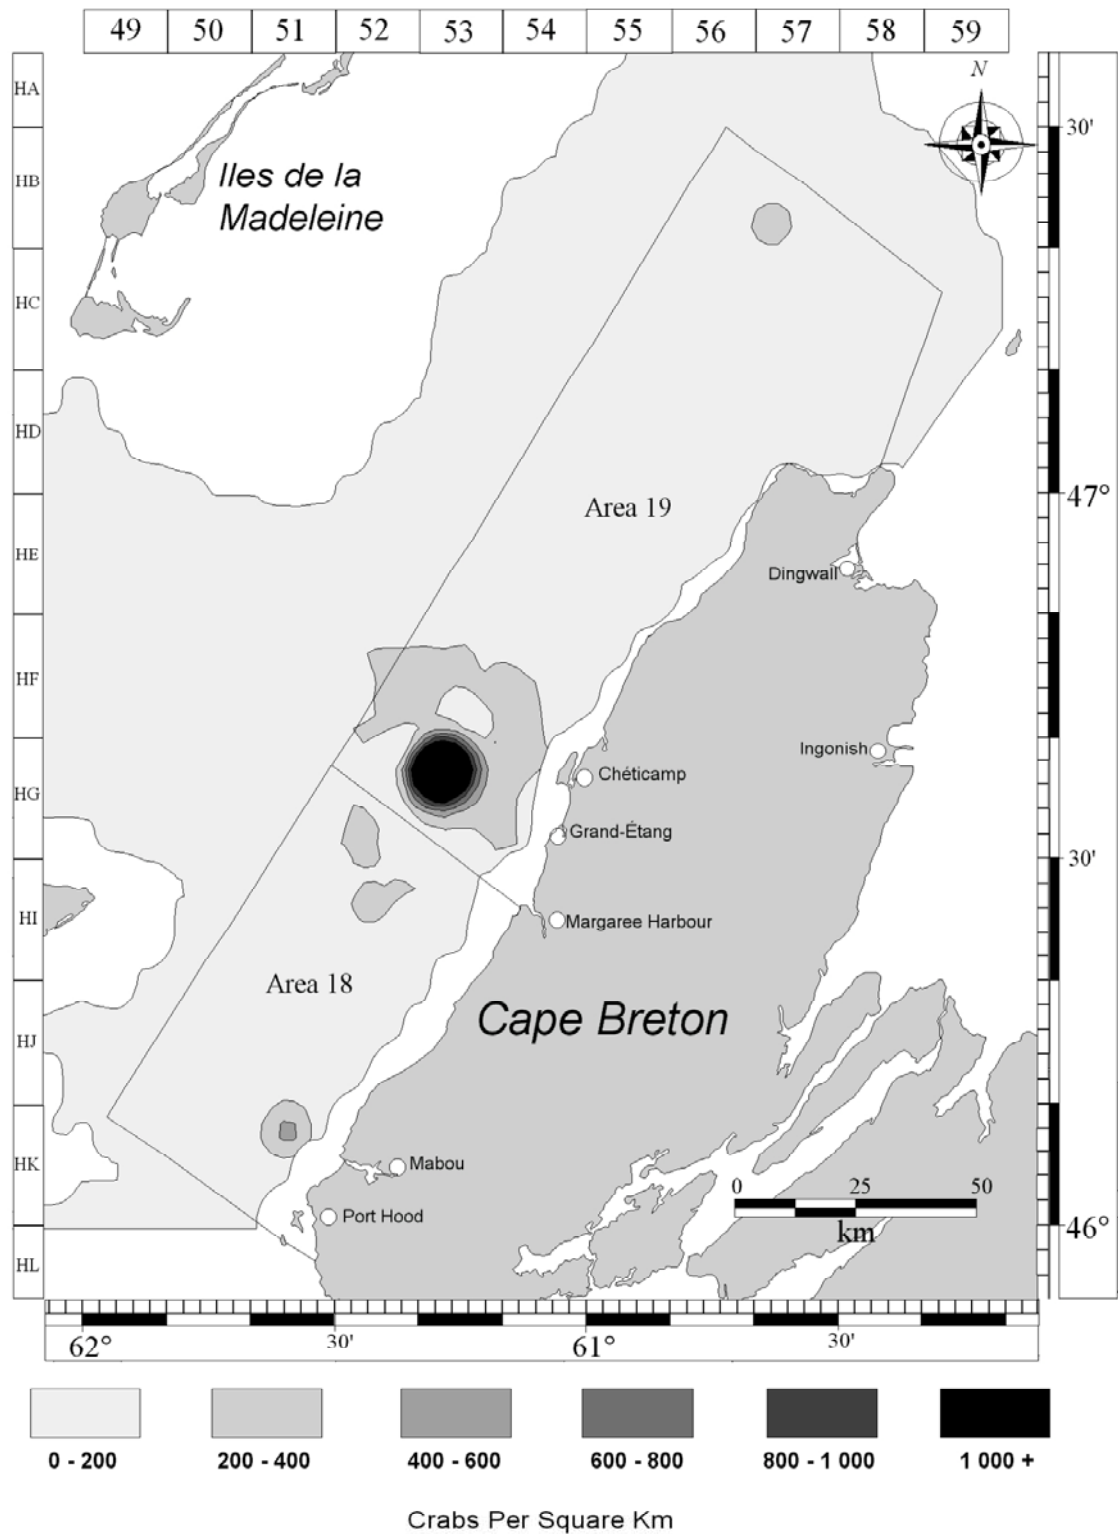 49 50 51 52 53 54 55 56 57 58 59
N
HA
30'
HB
Iles de la
Madeleine
HC
HD
47°
Area 19
HE
Dingwall
HF
Ingonish
Chéticamp
HG
Grand-Étang
30'
HI
Margaree Harbour
Area 18
Cape Breton
HJ
HK
Mabou
0 25 50
Port Hood
km
46°
HL
62° 30' 61° 30'
0 - 200 200 - 400 400 - 600 600 - 800 800 - 1 000 1 000 +
Crabs Per Square Km